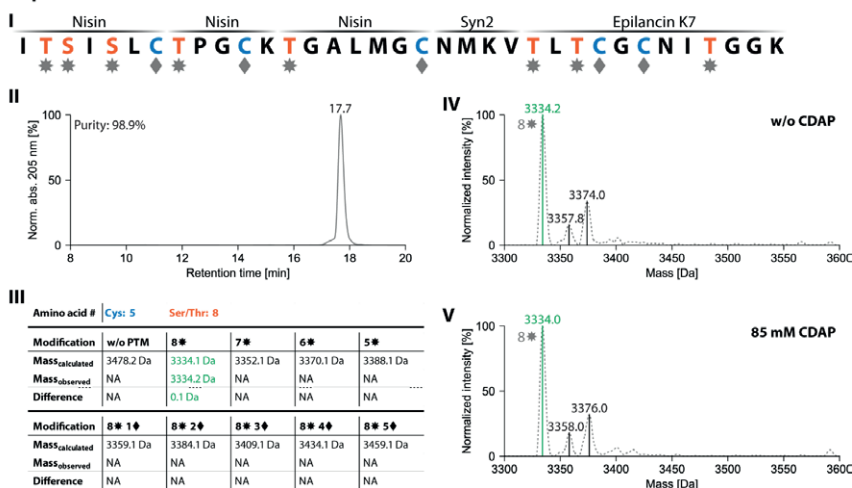 I
Nisin Nisin Nisin Syn2 Epilancin K7
I T S I S L C T P G C K T G A L M G C N M K V T L T C G C N I T G G K
II
Purity: 98.9%
17.7
100
50
0
Norm. abs. 205 nm [%]
8 10 12 14 16 18 20
Retention time [min]
III
Amino acid # Cys: 5 Ser/Thr: 8
Modification w/o PTM 8✸ 7✸ 6✸ 5✸
Mass calculated 3478.2 Da 3334.1 Da 3352.1 Da 3370.1 Da 3388.1 Da
Mass observed NA 3334.2 Da NA NA NA
Difference NA 0.1 Da NA NA NA
Modification 8✸ 1♦ 8✸ 2♦ 8✸ 3♦ 8✸ 4♦ 8✸ 5♦
Mass calculated 3359.1 Da 3384.1 Da 3409.1 Da 3434.1 Da 3459.1 Da
Mass observed NA NA NA NA NA
Difference NA NA NA NA NA
IV
3334.2
8✸
w/o CDAP
3374.0
3357.8
100
50
0
Normalized intensity [%]
3300 3350 3400 3450 3500 3550 3600
Mass [Da]
V
3334.0
8✸
85 mM CDAP
3376.0
3358.0
100
50
0
Normalized intensity [%]
3300 3350 3400 3450 3500 3550 3600
Mass [Da]